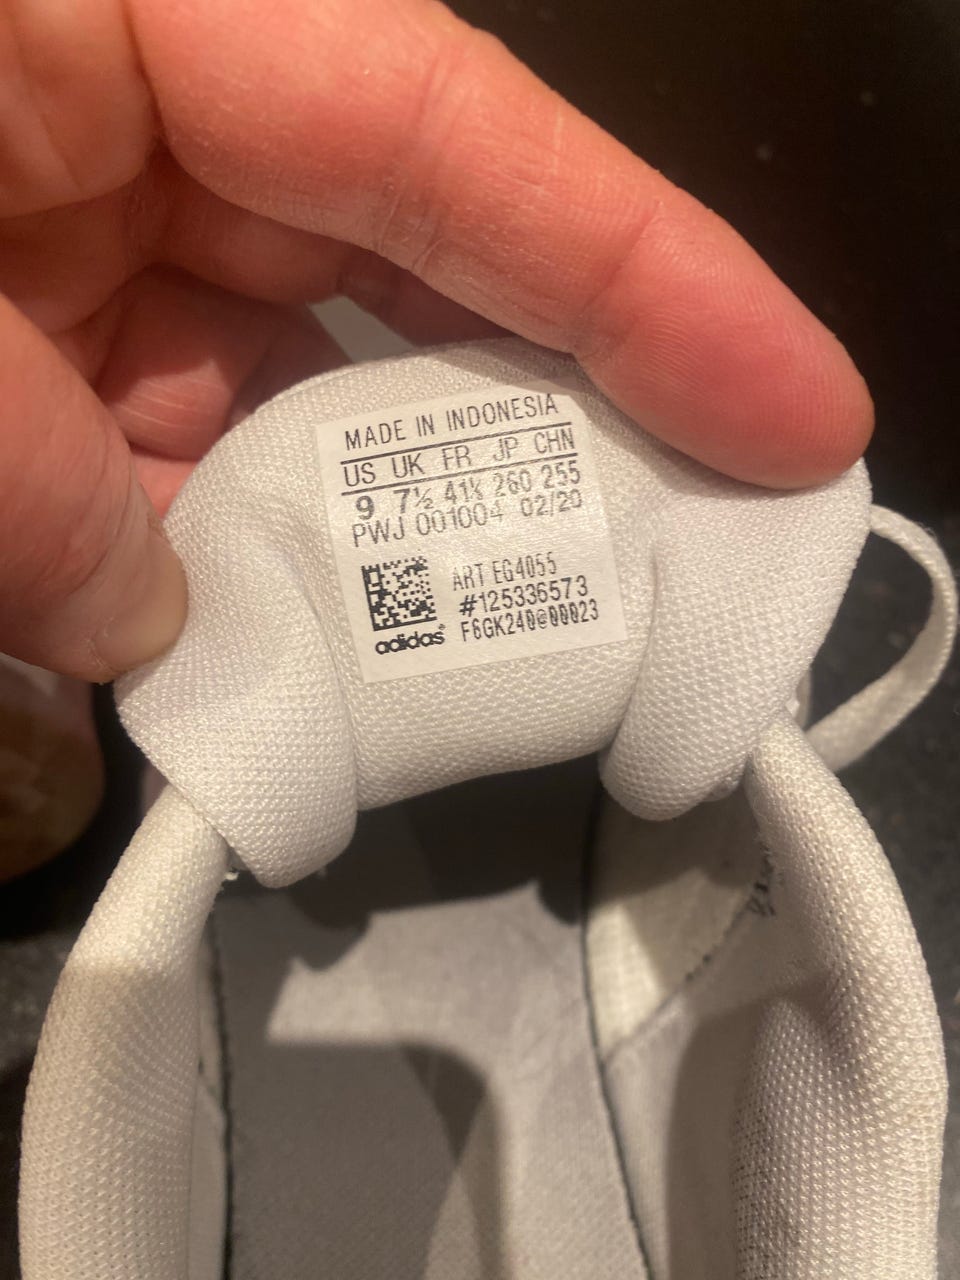 MADE IN INDONESIA
US UK FR JP CHN
9 7½ 41⅓ 260 255
PWJ 001004 02/20
ART EG4055
#125336573
F6GK240@00023
adidas®